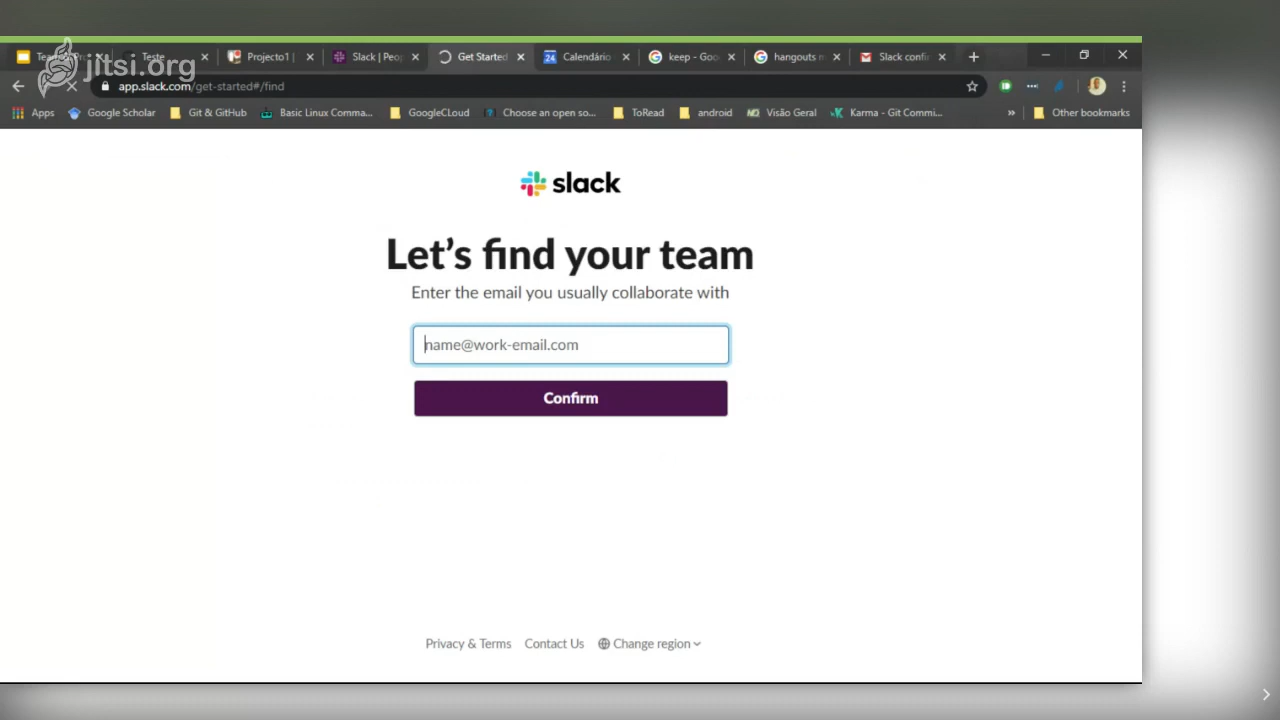 jitsi.org
Teste
Projecto1 |
Slack | Peop
Get Started
24 Calendário
keep - Goo
hangouts m
Slack confir
app.slack.com/get-started#/find
Apps
Google Scholar
Git & GitHub
Basic Linux Comma...
GoogleCloud
Choose an open so...
ToRead
android
Visão Geral
Karma - Git Commi...
»
Other bookmarks
slack
Let's find your team
Enter the email you usually collaborate with
name@work-email.com
Confirm
Privacy & Terms
Contact Us
Change region